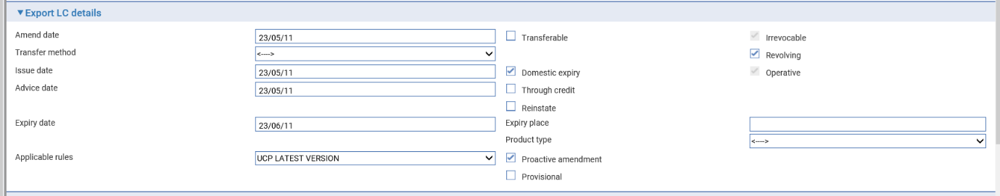 Export LC details
Amend date 23/05/11 Transferable Irrevocable
Transfer method <----> Revolving
Issue date 23/05/11 Domestic expiry Operative
Advice date 23/05/11 Through credit
Reinstate
Expiry date 23/06/11 Expiry place
Product type <---->
Applicable rules UCP LATEST VERSION Proactive amendment
Provisional